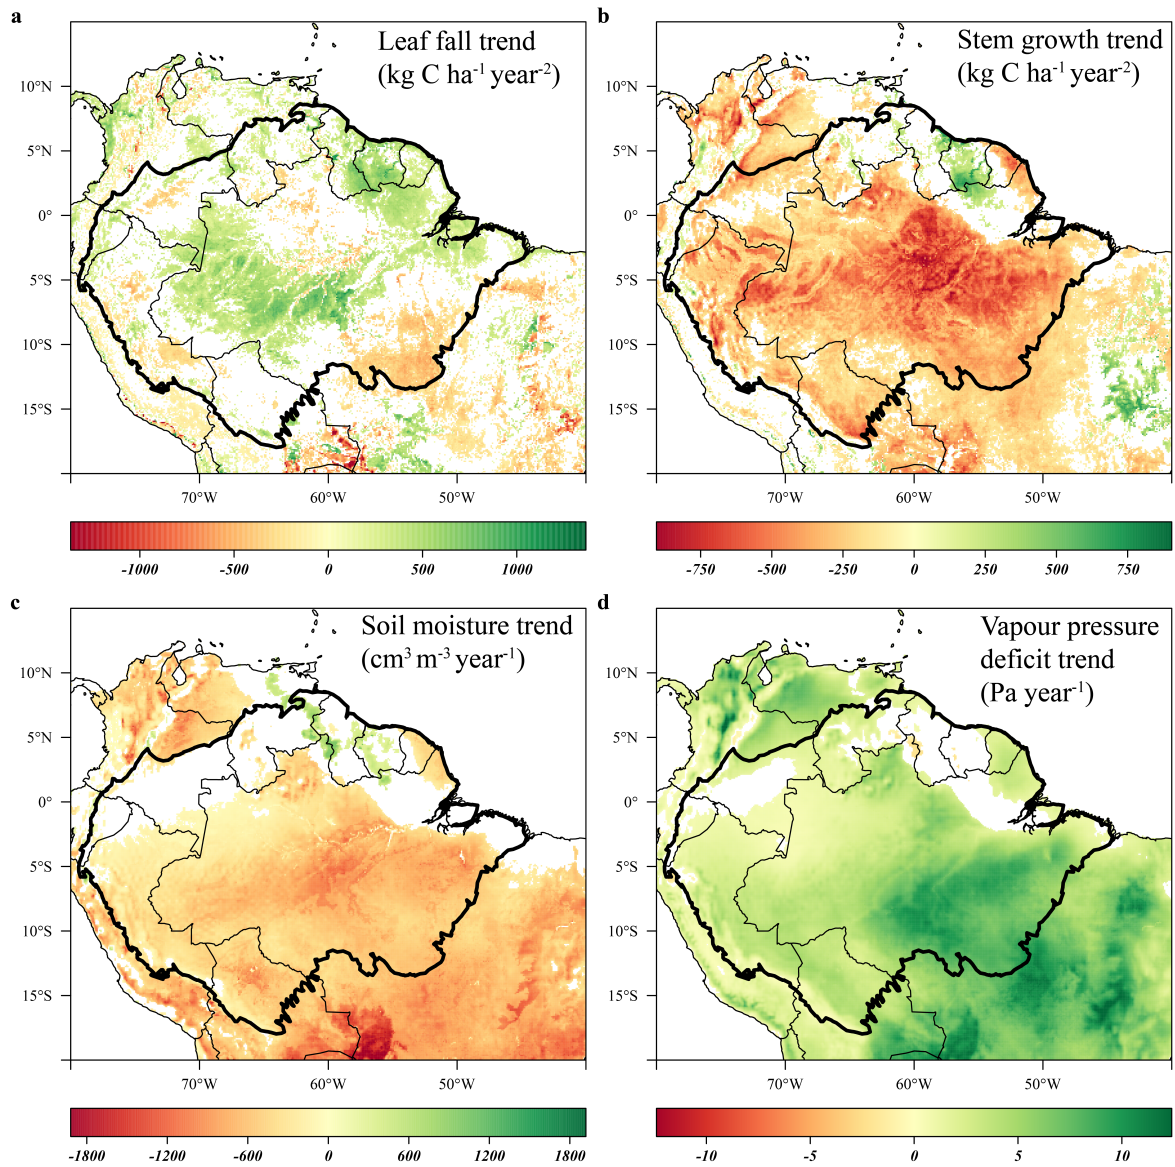 a
Leaf fall trend
(kg C ha⁻¹ year⁻²)
10°N
5°N
0°
5°S
10°S
15°S
70°W 60°W 50°W
-1000 -500 0 500 1000
b
Stem growth trend
(kg C ha⁻¹ year⁻²)
10°N
5°N
0°
5°S
10°S
15°S
70°W 60°W 50°W
-750 -500 -250 0 250 500 750
c
Soil moisture trend
(cm³ m⁻³ year⁻¹)
10°N
5°N
0°
5°S
10°S
15°S
70°W 60°W 50°W
-1800 -1200 -600 0 600 1200 1800
d
Vapour pressure
deficit trend
(Pa year⁻¹)
10°N
5°N
0°
5°S
10°S
15°S
70°W 60°W 50°W
-10 -5 0 5 10